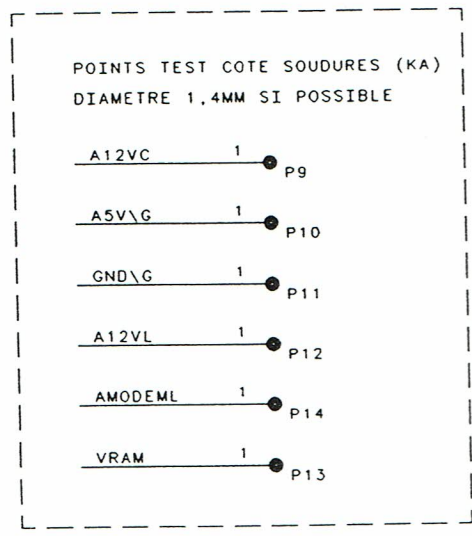 POINTS TEST COTE SOUDURES (KA)
DIAMETRE 1,4MM SI POSSIBLE
A12VC 1 P9
A5V\G 1 P10
GND\G 1 P11
A12VL 1 P12
AMODEML 1 P14
VRAM 1 P13